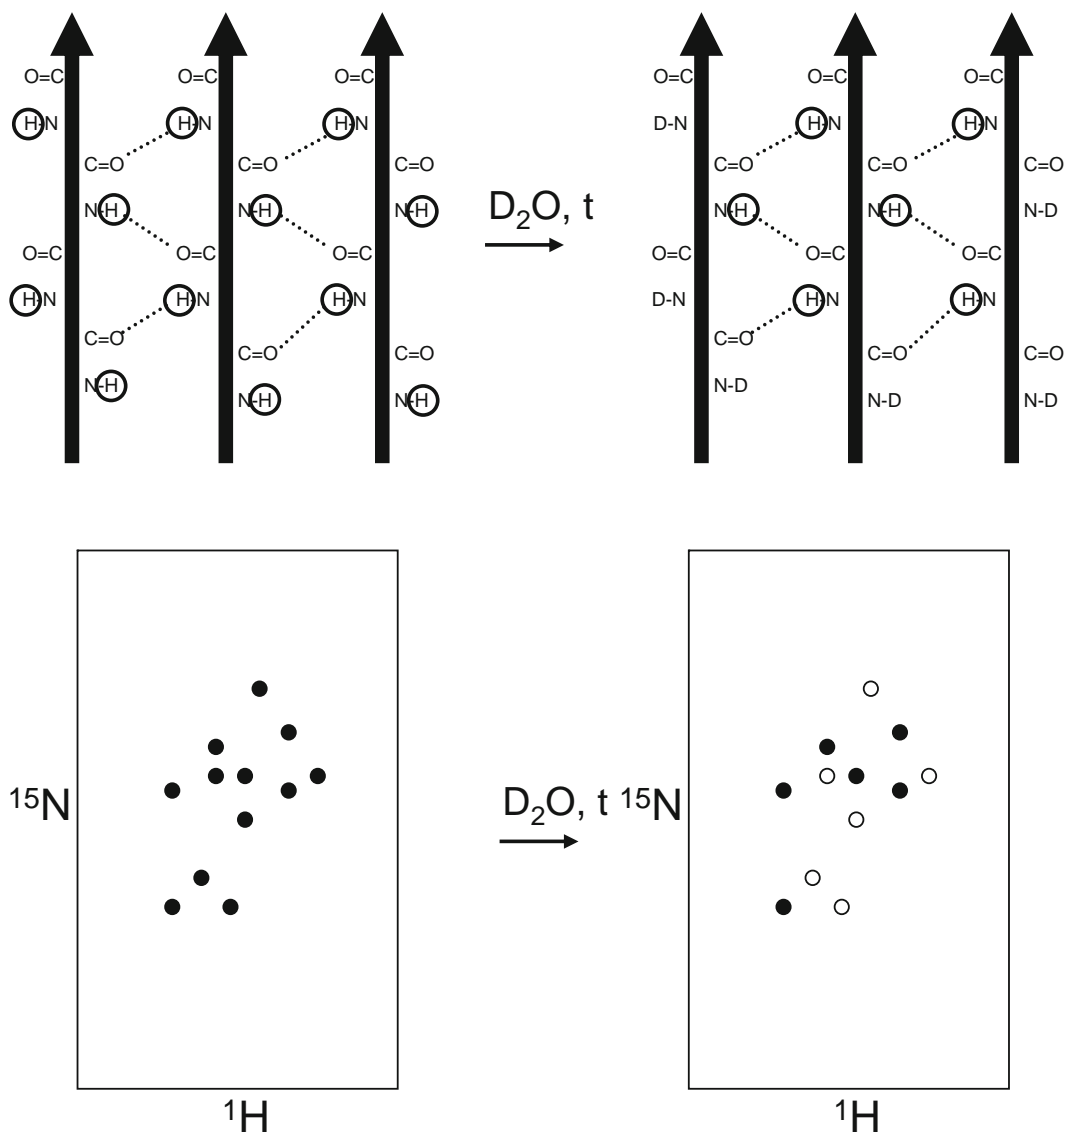 O=C O=C O=C O=C O=C O=C
H-N H-N H-N D-N H-N H-N
C=O C=O C=O C=O C=O C=O
N-H N-H N-H D₂O, t N-H N-H N-D
O=C O=C O=C O=C O=C O=C
H-N H-N H-N D-N H-N H-N
C=O C=O C=O C=O C=O C=O
N-H N-H N-H N-D N-D N-D
¹⁵N D₂O, t ¹⁵N
¹H ¹H